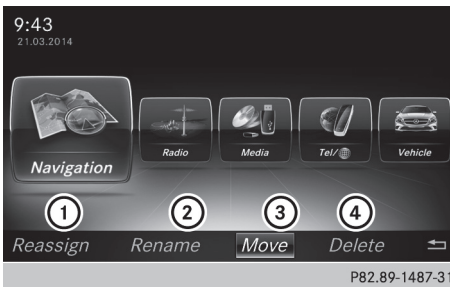 9:43
21.03.2014
Navigation
Radio
Media
Tel/
Vehicle
1
2
3
4
Reassign Rename Move Delete
P82.89-1487-31